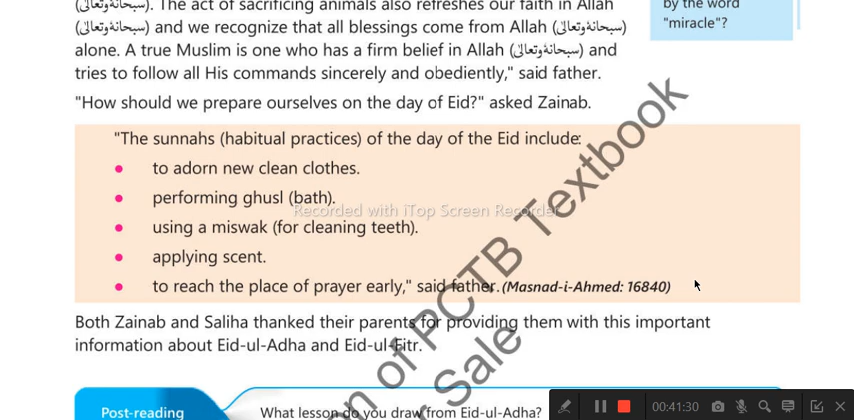 (سبحانہٗ وتعالیٰ). The act of sacrificing animals also refreshes our faith in Allah
(سبحانہٗ وتعالیٰ) and we recognize that all blessings come from Allah (سبحانہٗ وتعالیٰ)
alone. A true Muslim is one who has a firm belief in Allah (سبحانہٗ وتعالیٰ) and
tries to follow all His commands sincerely and obediently," said father.
by the word
"miracle"?
"How should we prepare ourselves on the day of Eid?" asked Zainab.
"The sunnahs (habitual practices) of the day of the Eid include:
• to adorn new clean clothes.
• performing ghusl (bath).
• using a miswak (for cleaning teeth).
• applying scent.
• to reach the place of prayer early," said father. (Masnad-i-Ahmed: 16840)
Recorded with iTop Screen Recorder
Both Zainab and Saliha thanked their parents for providing them with this important
information about Eid-ul-Adha and Eid-ul-Fitr.
Post-reading
What lesson do you draw from Eid-ul-Adha?
of PCTB Textbook
Sale
00:41:30